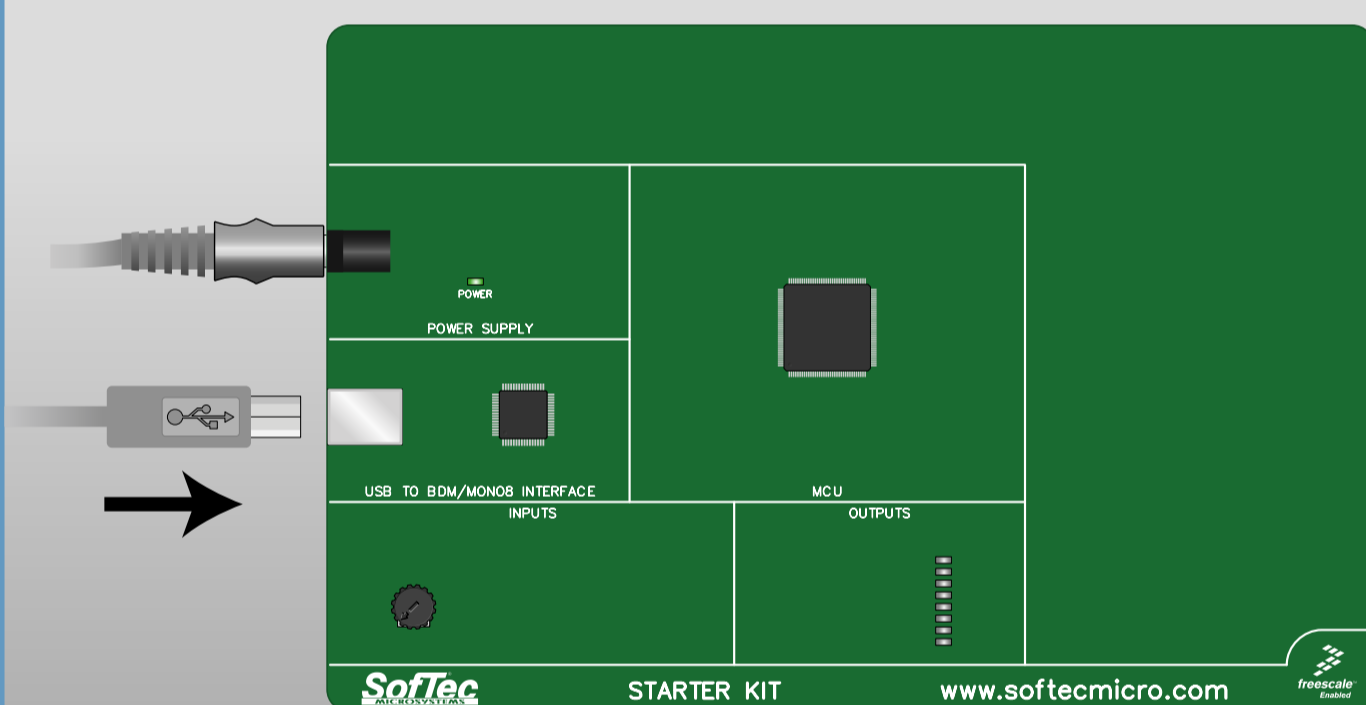 POWER
POWER SUPPLY
USB TO BDM/MON08 INTERFACE
MCU
INPUTS
OUTPUTS
SofTec
MICROSYSTEMS
STARTER KIT
www.softecmicro.com
freescale™
Enabled